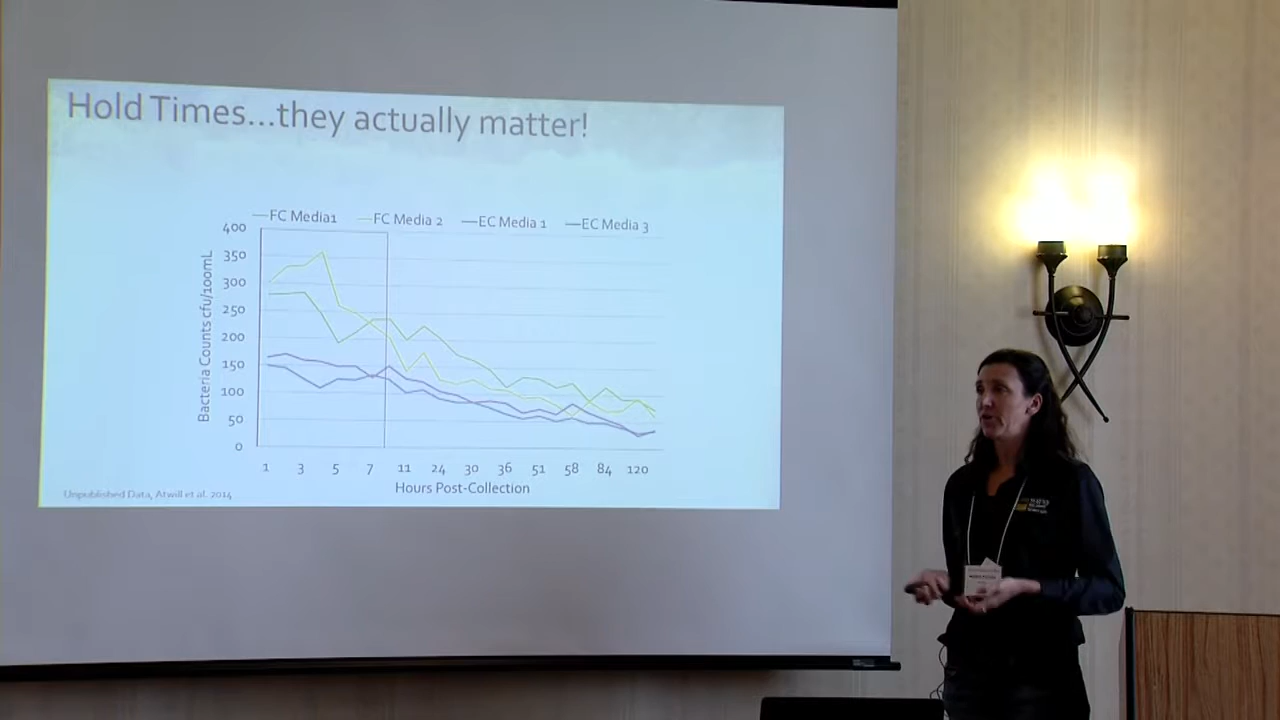 Hold Times...they actually matter!
FC Media1 FC Media 2 EC Media 1 EC Media 3
Bacteria Counts cfu/100mL
400
350
300
250
200
150
100
50
0
1 3 5 7 11 24 30 36 51 58 84 120
Hours Post-Collection
Unpublished Data, Atwill et al. 2014